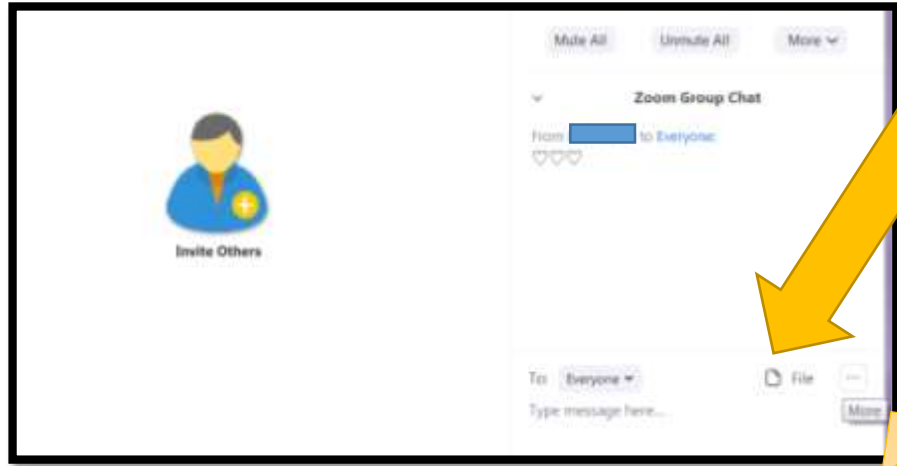 Mute All Unmute All More
Zoom Group Chat
From to Everyone:
♡♡♡
Invite Others
To: Everyone File ...
Type message here... More